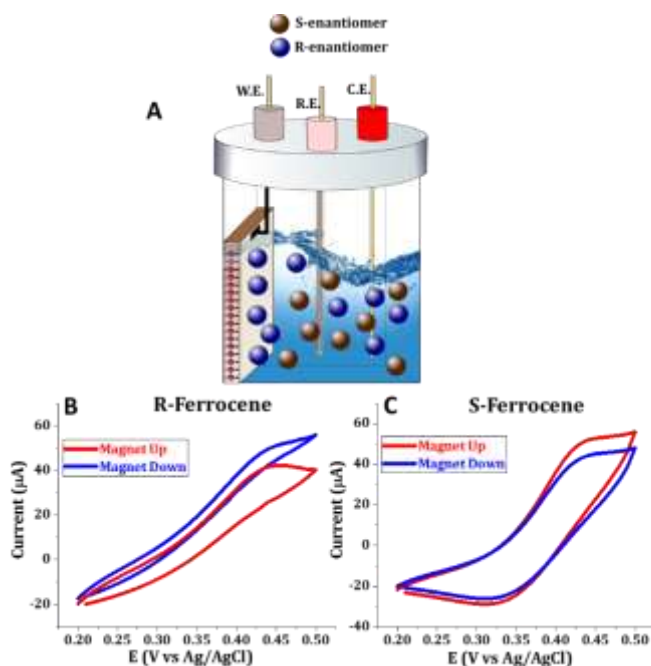 S-enantiomer
R-enantiomer
W.E. R.E. C.E.
A
B R-Ferrocene
Magnet Up
Magnet Down
Current (μA)
60
40
20
0
-20
0.20 0.25 0.30 0.35 0.40 0.45 0.50
E (V vs Ag/AgCl)
C S-Ferrocene
Magnet Up
Magnet Down
Current (μA)
60
40
20
0
-20
-40
0.20 0.25 0.30 0.35 0.40 0.45 0.50
E (V vs Ag/AgCl)